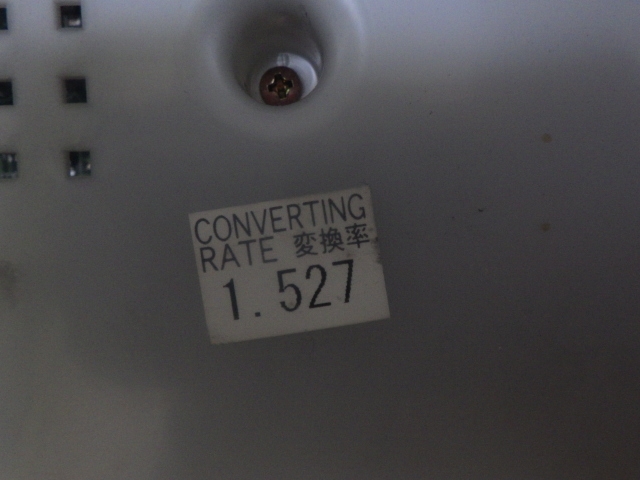 CONVERTING
RATE 変換率
1.527